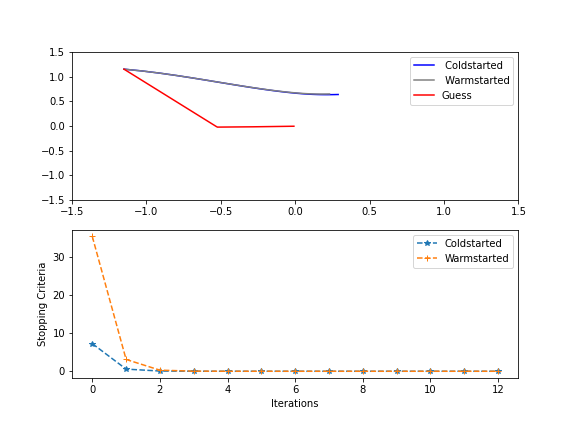 1.5
1.0
0.5
0.0
−0.5
−1.0
−1.5
−1.5 −1.0 −0.5 0.0 0.5 1.0 1.5
Coldstarted
Warmstarted
Guess
30
20
10
0
Stopping Criteria
Coldstarted
Warmstarted
0 2 4 6 8 10 12
Iterations